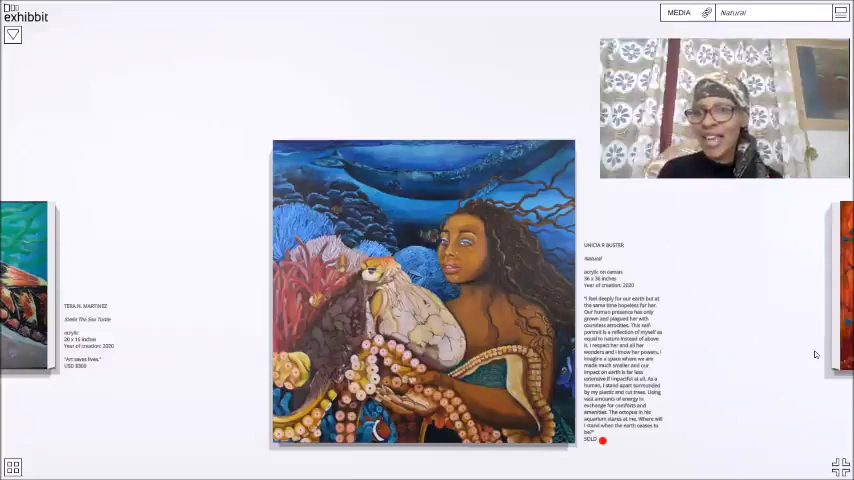 exhibbit
MEDIA
Natural
UNICIA R BUSTER
Natural
acrylic on canvas
36 x 36 inches
Year of creation: 2020
"I feel deeply for our earth but at
the same time hopeless for her.
Our human presence has only
grown and plagued her with
countless atrocities. This self-
portrait is a reflection of myself as
equal to nature instead of above
it. I respect her and all her
wonders and I know her powers. I
imagine a space where we are
made much smaller and our
impact on earth is far less
extensive if impactful at all. As a
human, I stand apart surrounded
by my plastic and cut trees. Using
vast amounts of energy in
exchange for comforts and
amenities. The octopus in his
aquarium stares at me. Where will
I stand when the earth ceases to
be?"
SOLD
TERA N. MARTINEZ
Stella The Sea Turtle
acrylic
20 x 16 inches
Year of creation: 2020
"Art saves lives."
USD $500